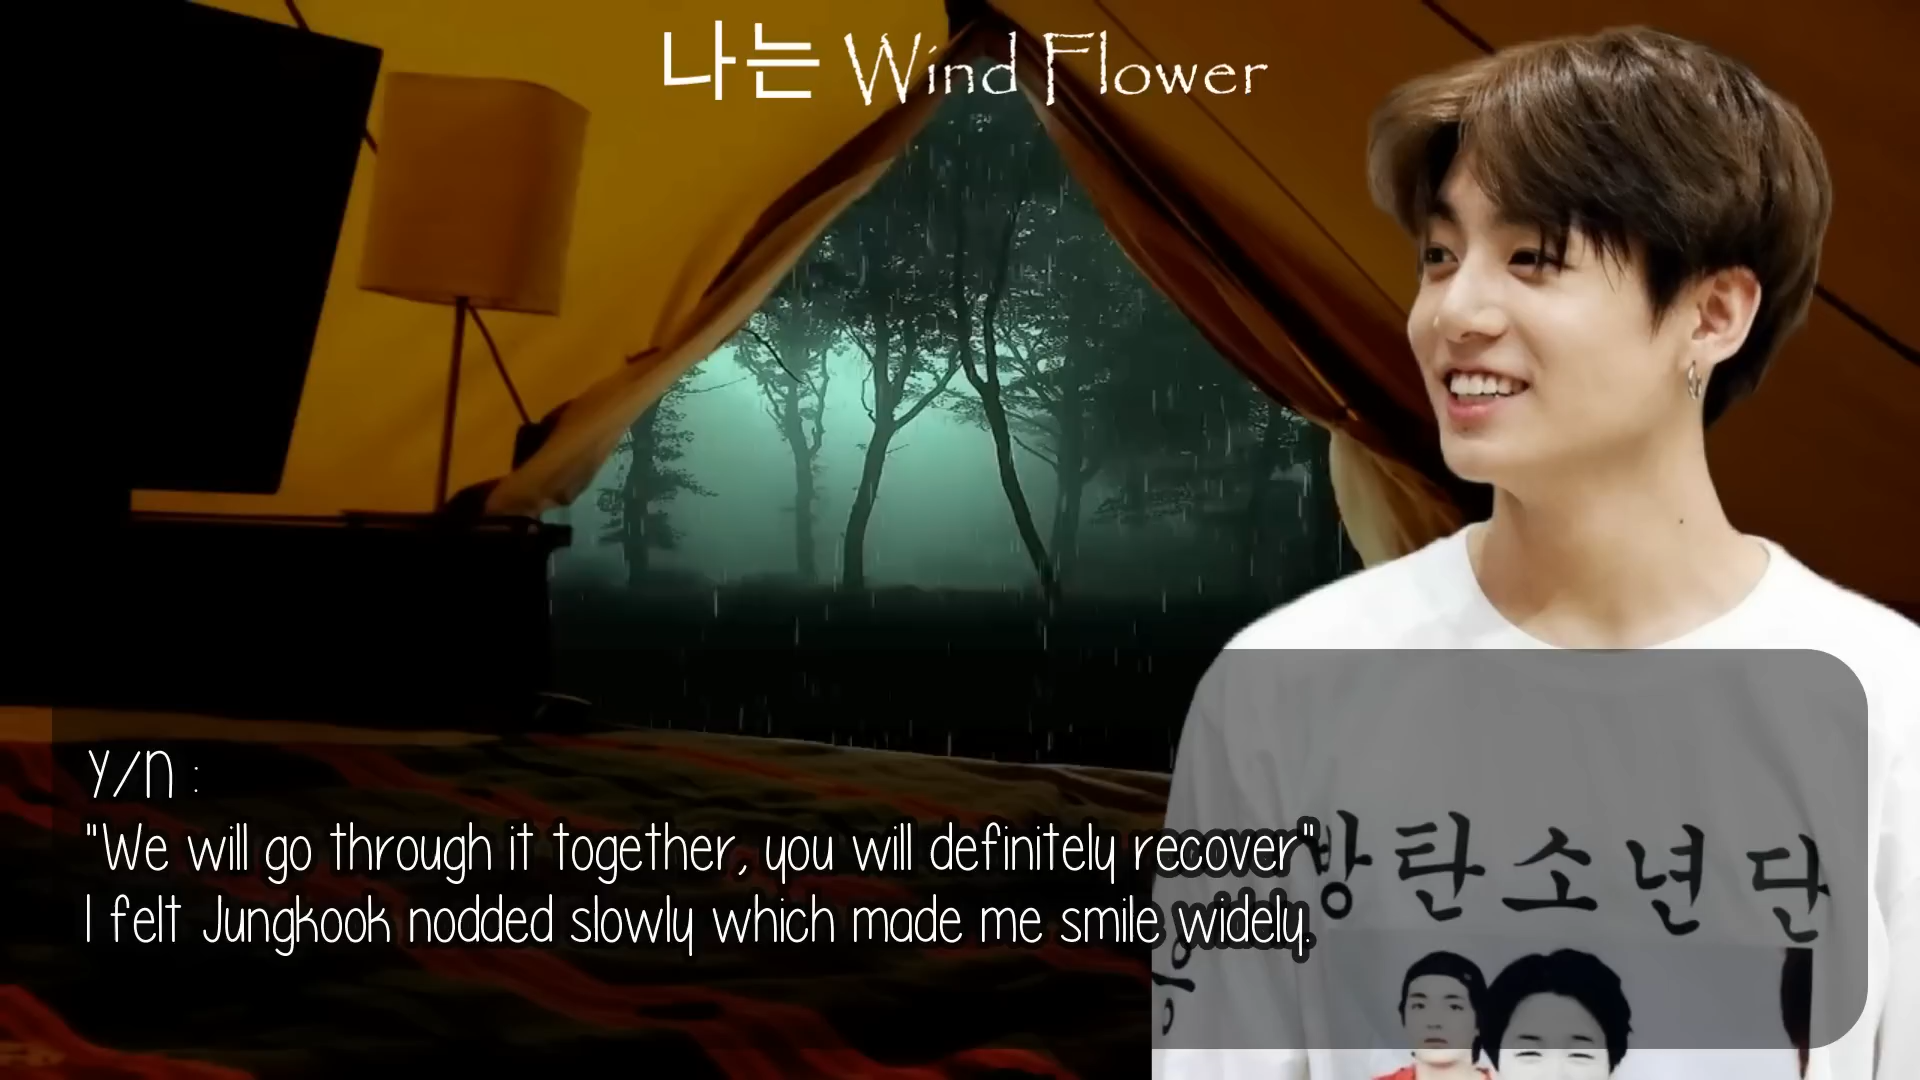 나는 Wind Flower
Y/N :
"We will go through it together, you will definitely recover"
I felt Jungkook nodded slowly which made me smile widely.
방탄소년단